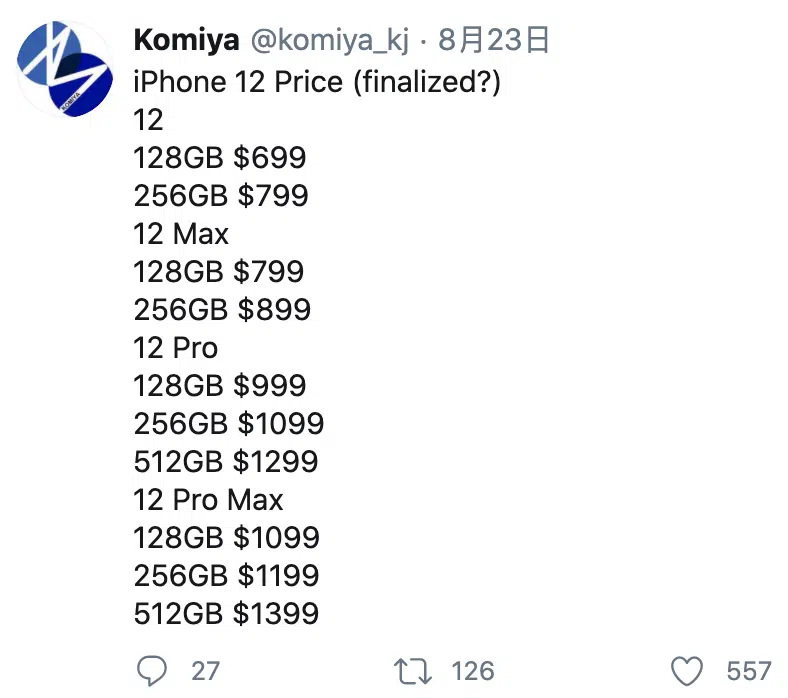 Komiya @komiya_kj · 8月23日
iPhone 12 Price (finalized?)
12
128GB $699
256GB $799
12 Max
128GB $799
256GB $899
12 Pro
128GB $999
256GB $1099
512GB $1299
12 Pro Max
128GB $1099
256GB $1199
512GB $1399
27 126 557
KOMIYA